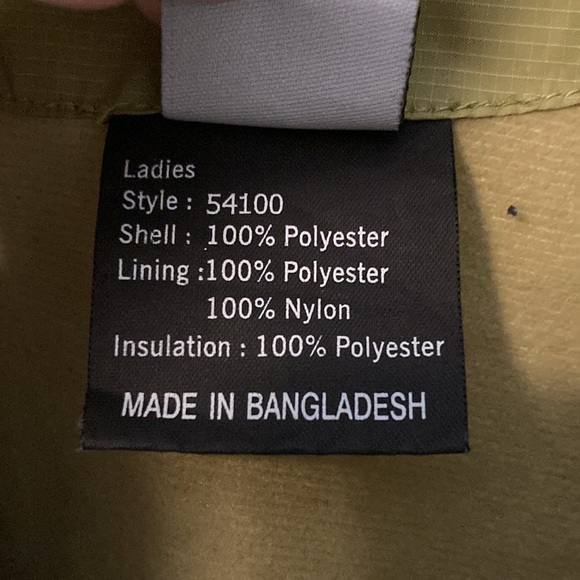 Ladies
Style : 54100
Shell : 100% Polyester
Lining :100% Polyester
100% Nylon
Insulation : 100% Polyester
MADE IN BANGLADESH